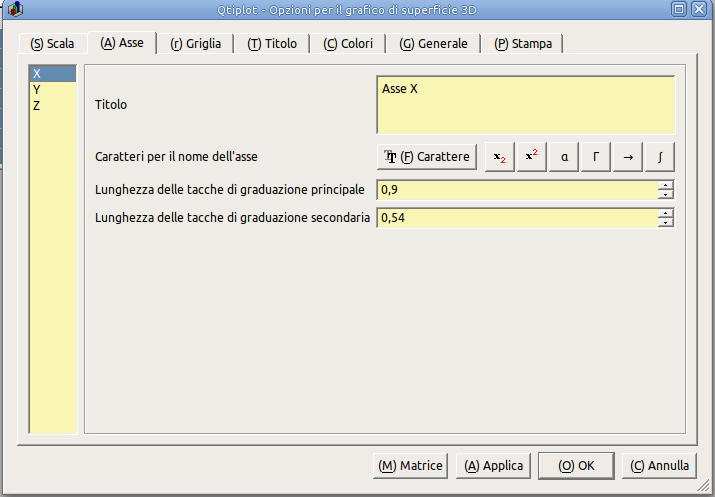 Qtiplot - Opzioni per il grafico di superficie 3D
(S) Scala (A) Asse (r) Griglia (T) Titolo (C) Colori (G) Generale (P) Stampa
X
Y
Z
Titolo
Asse X
Caratteri per il nome dell'asse (F) Carattere x2 x2 α Γ → ∫
Lunghezza delle tacche di graduazione principale 0,9
Lunghezza delle tacche di graduazione secondaria 0,54
(M) Matrice (A) Applica (O) OK (C) Annulla